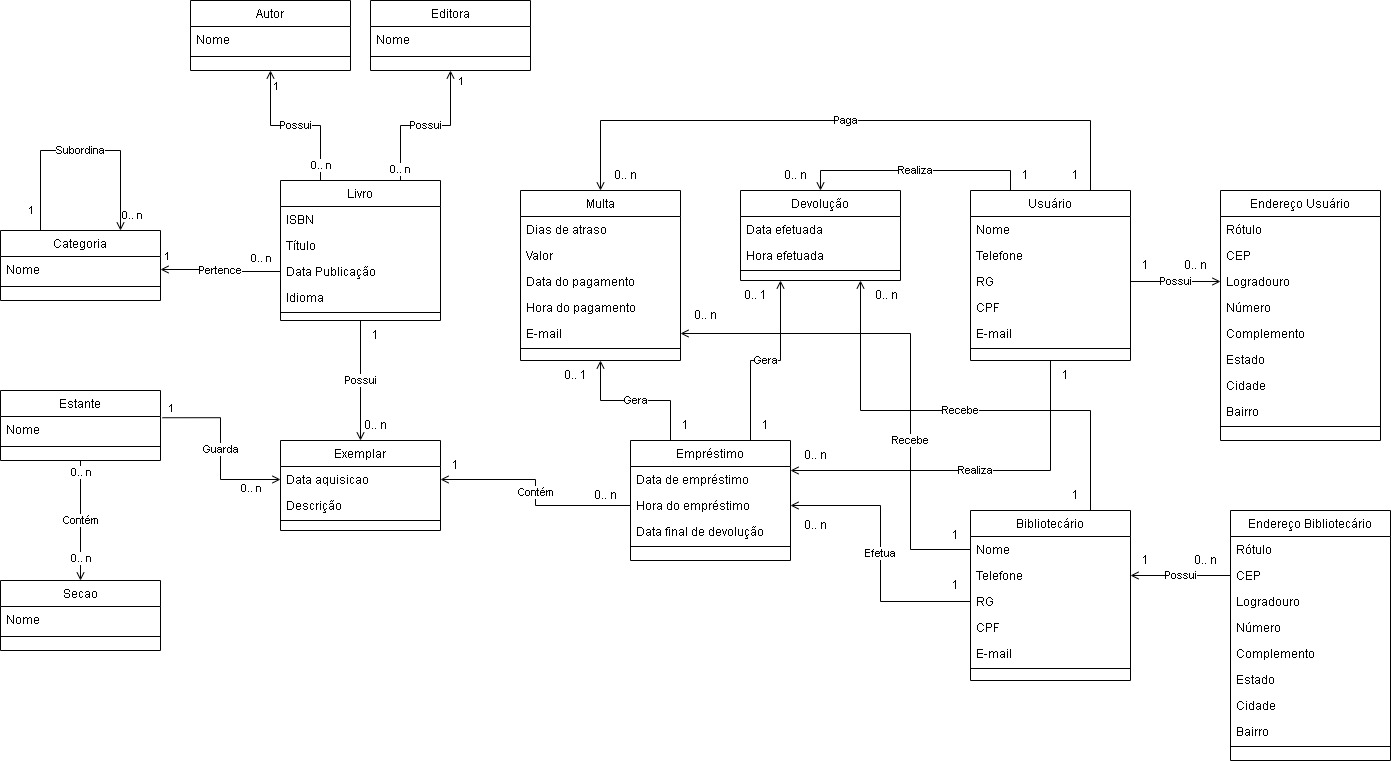 Autor
Nome
Editora
Nome
1
1
Possui
Possui
0.. n
0.. n
Subordina
1
0.. n
Categoria
Nome
1
Pertence
0.. n
Livro
ISBN
Título
Data Publicação
Idioma
1
Possui
0.. n
Estante
Nome
1
Guarda
0.. n
0.. n
Contém
0.. n
Secao
Nome
Exemplar
Data aquisicao
Descrição
1
Contém
0.. n
Paga
0.. n
1
Realiza
0.. n
1
Multa
Dias de atraso
Valor
Data do pagamento
Hora do pagamento
E-mail
Devolução
Data efetuada
Hora efetuada
0.. 1
0.. n
0.. n
Usuário
Nome
Telefone
RG
CPF
E-mail
1
0.. n
Possui
Endereço Usuário
Rótulo
CEP
Logradouro
Número
Complemento
Estado
Cidade
Bairro
0.. 1
Gera
1
Gera
1
1
Recebe
Recebe
Empréstimo
Data de empréstimo
Hora do empréstimo
Data final de devolução
0.. n
Realiza
0.. n
Efetua
1
1
1
Bibliotecário
Nome
Telefone
RG
CPF
E-mail
1
0.. n
Possui
Endereço Bibliotecário
Rótulo
CEP
Logradouro
Número
Complemento
Estado
Cidade
Bairro